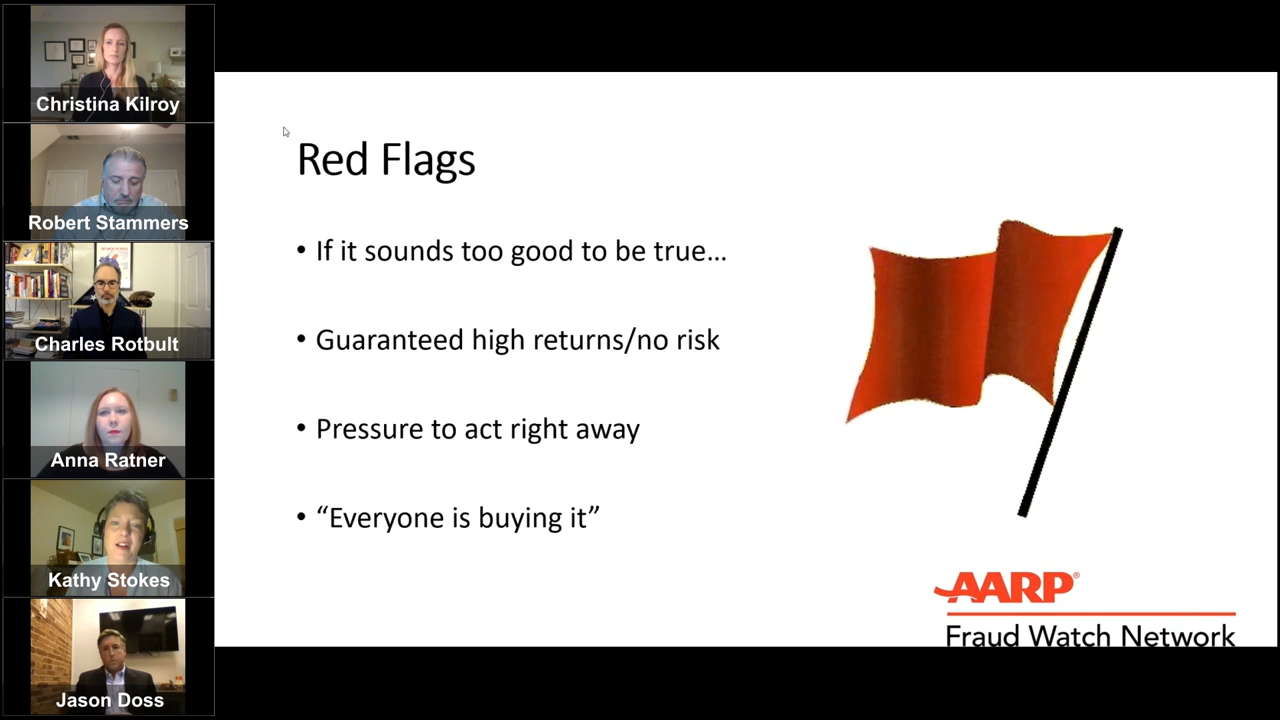 Christina Kilroy
Robert Stammers
Charles Rotbult
Anna Ratner
Kathy Stokes
Jason Doss
Red Flags
• If it sounds too good to be true...
• Guaranteed high returns/no risk
• Pressure to act right away
• “Everyone is buying it”
AARP®
Fraud Watch Network